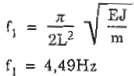 f₁ = π / 2L² √ EJ / m
f₁ = 4,49Hz